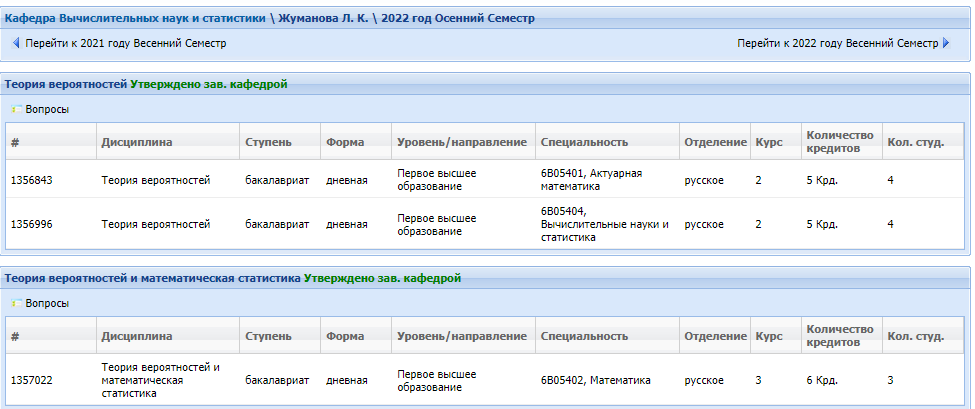 Кафедра Вычислительных наук и статистики \ Жуманова Л. К. \ 2022 год Осенний Семестр
Перейти к 2021 году Весенний Семестр
Перейти к 2022 году Весенний Семестр
Теория вероятностей Утверждено зав. кафедрой
Вопросы
# Дисциплина Ступень Форма Уровень/направление Специальность Отделение Курс Количество кредитов Кол. студ.
1356843 Теория вероятностей бакалавриат дневная Первое высшее образование 6B05401, Актуарная математика русское 2 5 Крд. 4
1356996 Теория вероятностей бакалавриат дневная Первое высшее образование 6B05404, Вычислительные науки и статистика русское 2 5 Крд. 4
Теория вероятностей и математическая статистика Утверждено зав. кафедрой
Вопросы
# Дисциплина Ступень Форма Уровень/направление Специальность Отделение Курс Количество кредитов Кол. студ.
1357022 Теория вероятностей и математическая статистика бакалавриат дневная Первое высшее образование 6B05402, Математика русское 3 6 Крд. 3